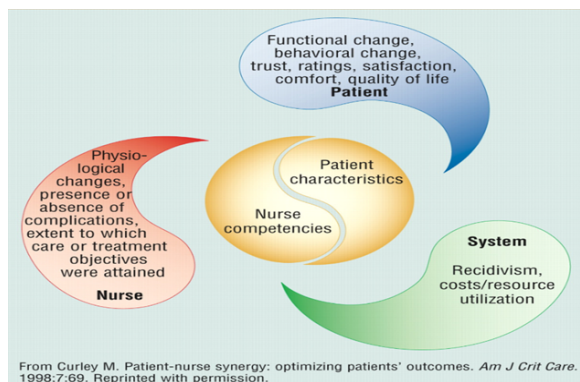 Functional change,
behavioral change,
trust, ratings, satisfaction,
comfort, quality of life
Patient
Physio-
logical
changes,
presence or
absence of
complications,
extent to which
care or treatment
objectives
were attained
Nurse
Patient
characteristics
Nurse
competencies
System
Recidivism,
costs/resource
utilization
From Curley M. Patient-nurse synergy: optimizing patients' outcomes. Am J Crit Care.
1998;7:69. Reprinted with permission.